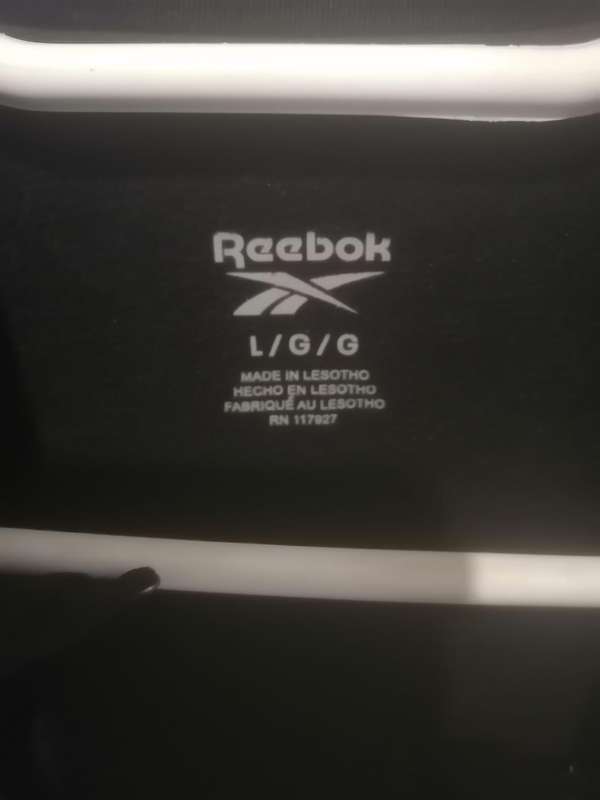 Reebok
L/G/G
MADE IN LESOTHO
HECHO EN LESOTHO
FABRIQUÉ AU LESOTHO
RN 117927